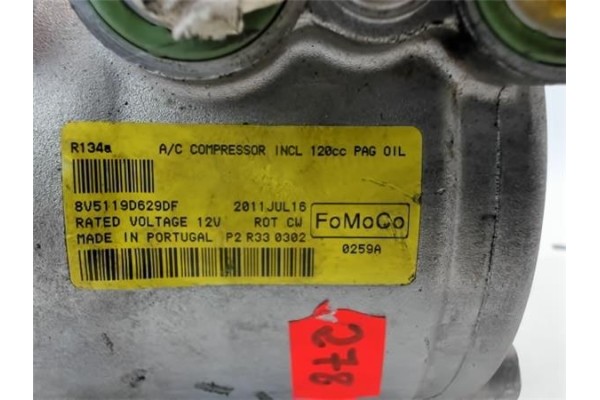 R134a A/C COMPRESSOR INCL 120cc PAG OIL
8V5119D629DF 2011JUL16
RATED VOLTAGE 12V ROT CW FoMoCo
MADE IN PORTUGAL P2 R33 0302 0259A
278